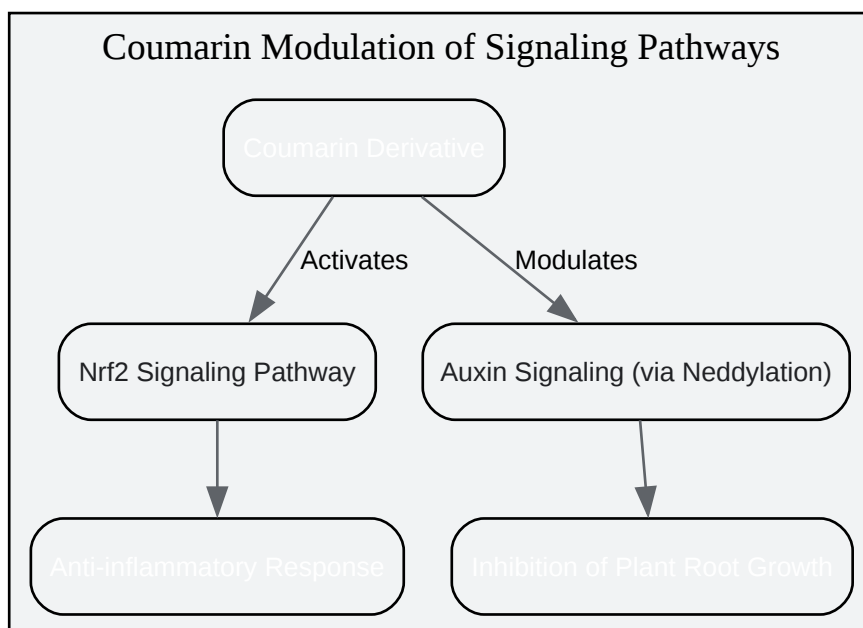 Coumarin Modulation of Signaling Pathways
Coumarin Derivative
Activates
Modulates
Nrf2 Signaling Pathway
Auxin Signaling (via Neddylation)
Anti-inflammatory Response
Inhibition of Plant Root Growth